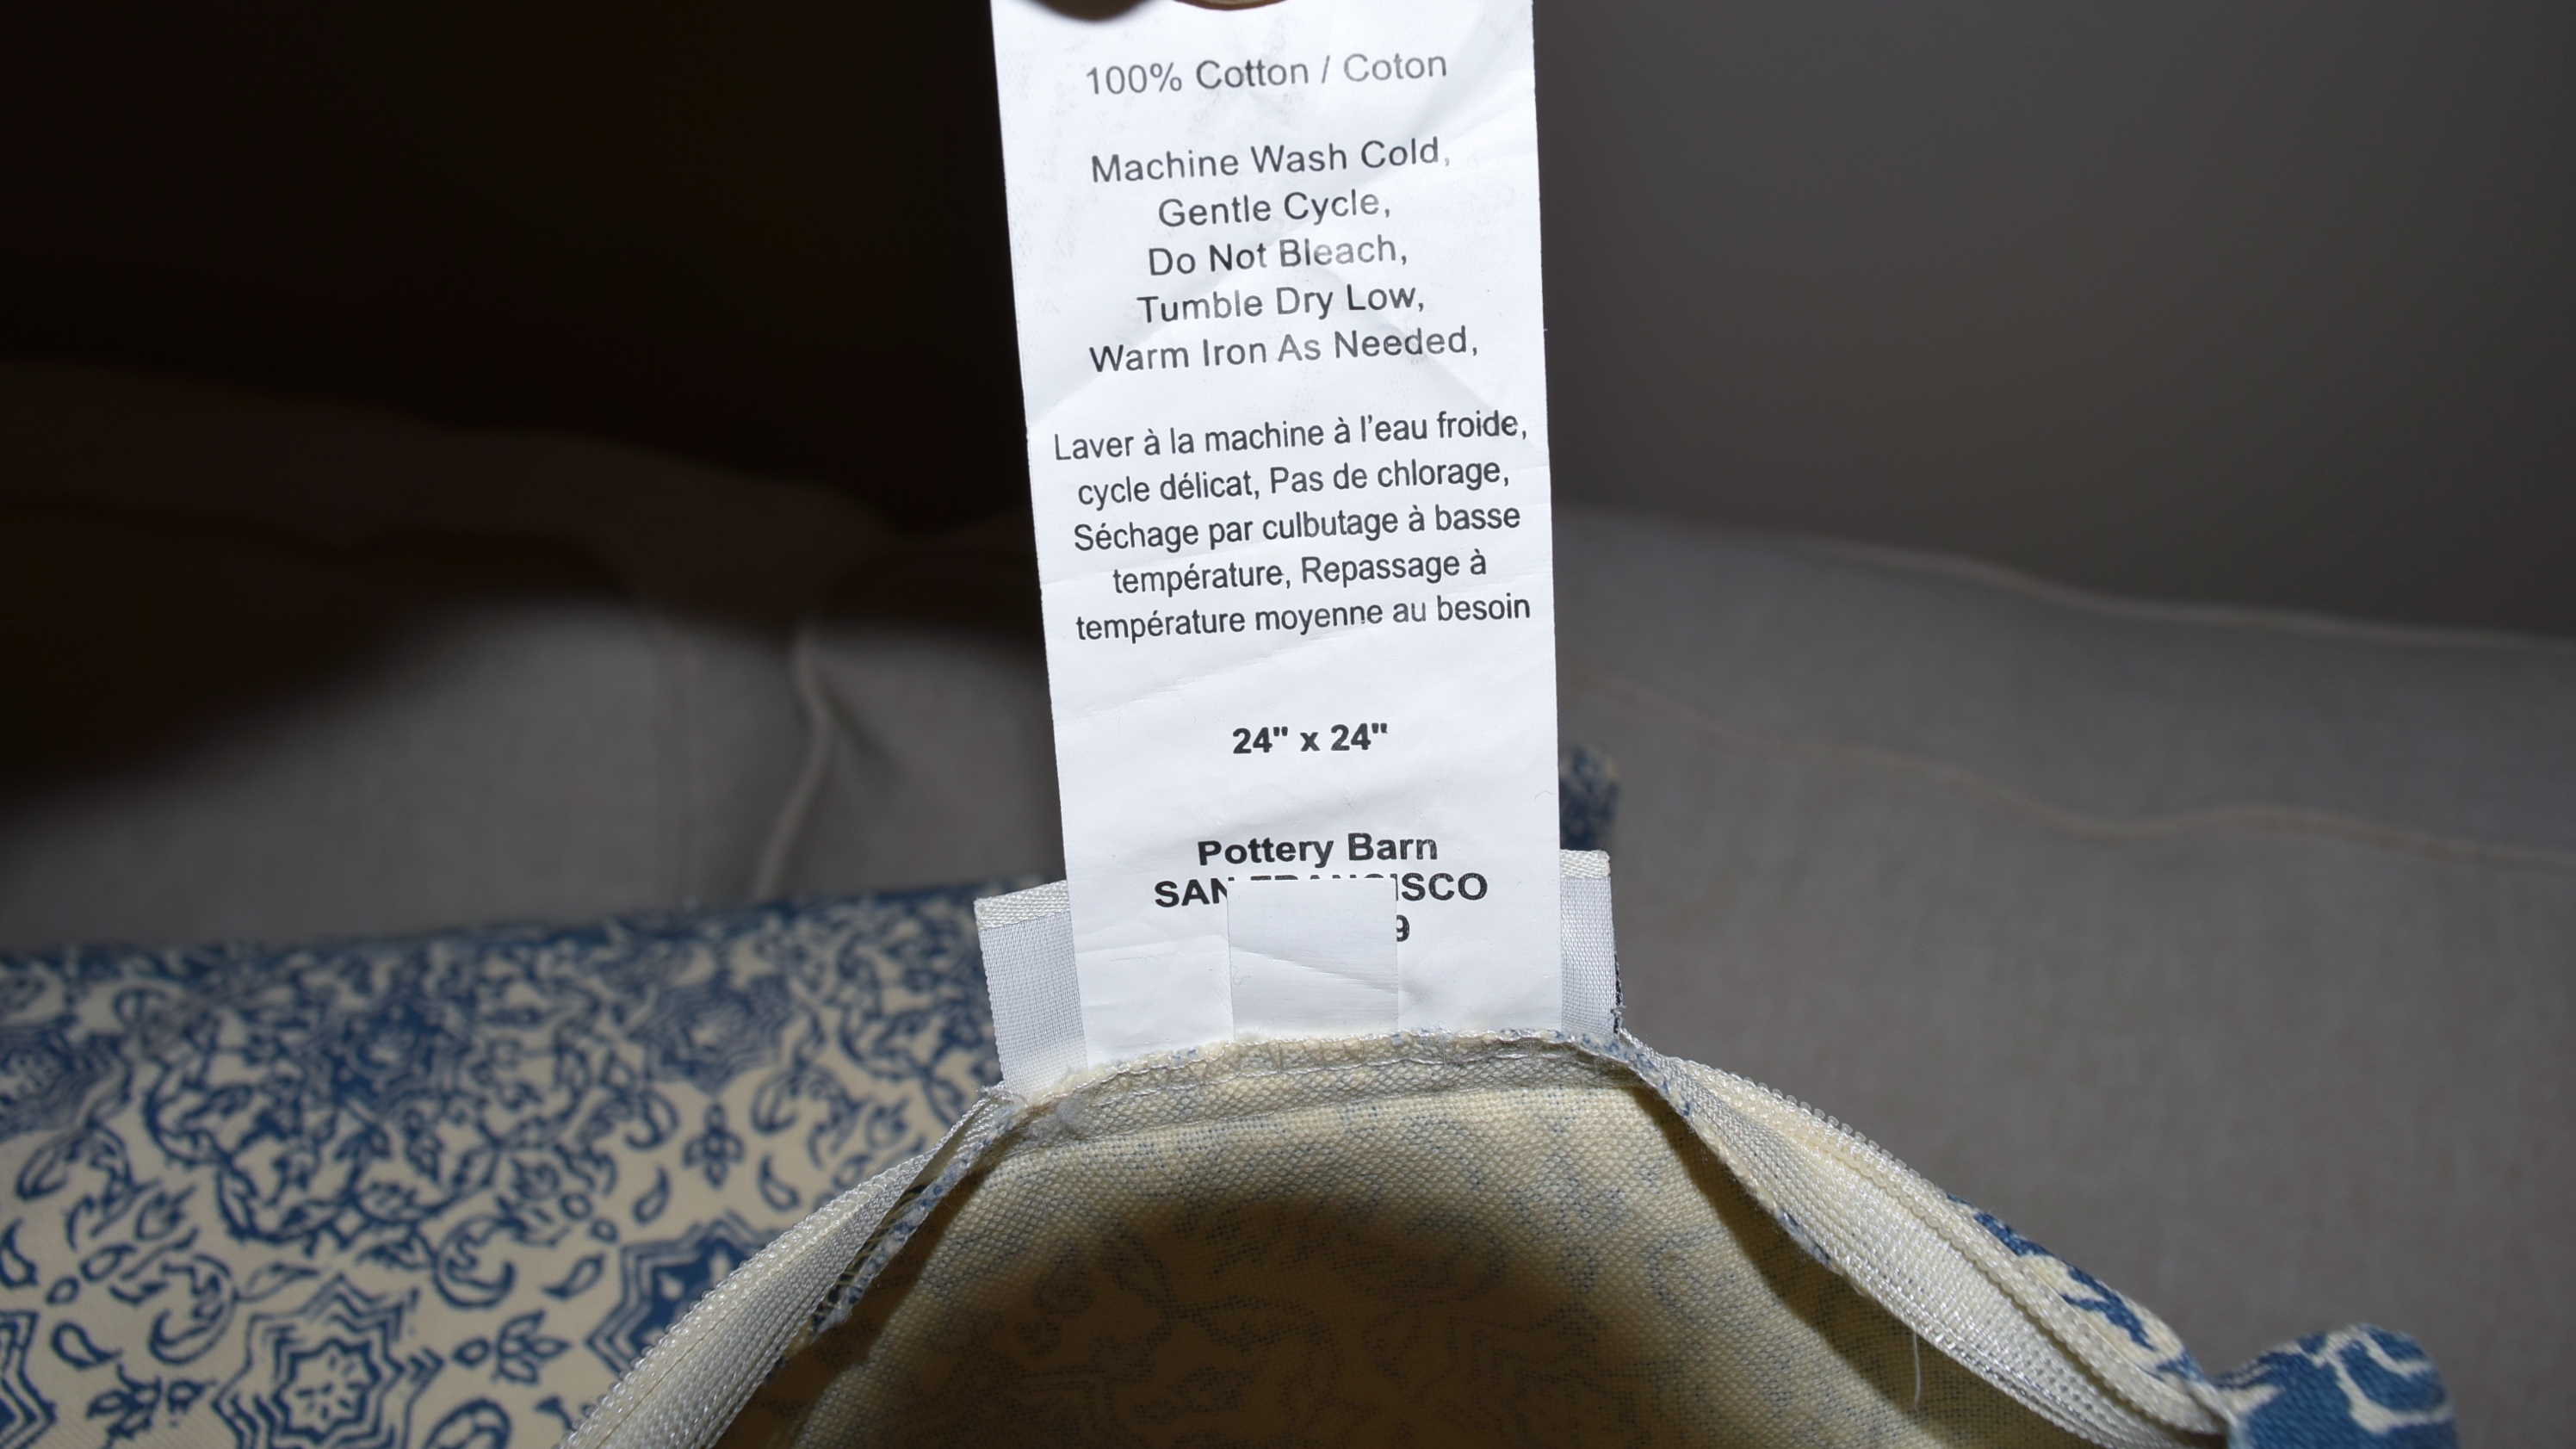 100% Cotton / Coton
Machine Wash Cold,
Gentle Cycle,
Do Not Bleach,
Tumble Dry Low,
Warm Iron As Needed,
Laver à la machine à l'eau froide,
cycle délicat, Pas de chlorage,
Séchage par culbutage à basse
température, Repassage à
température moyenne au besoin
24" x 24"
Pottery Barn